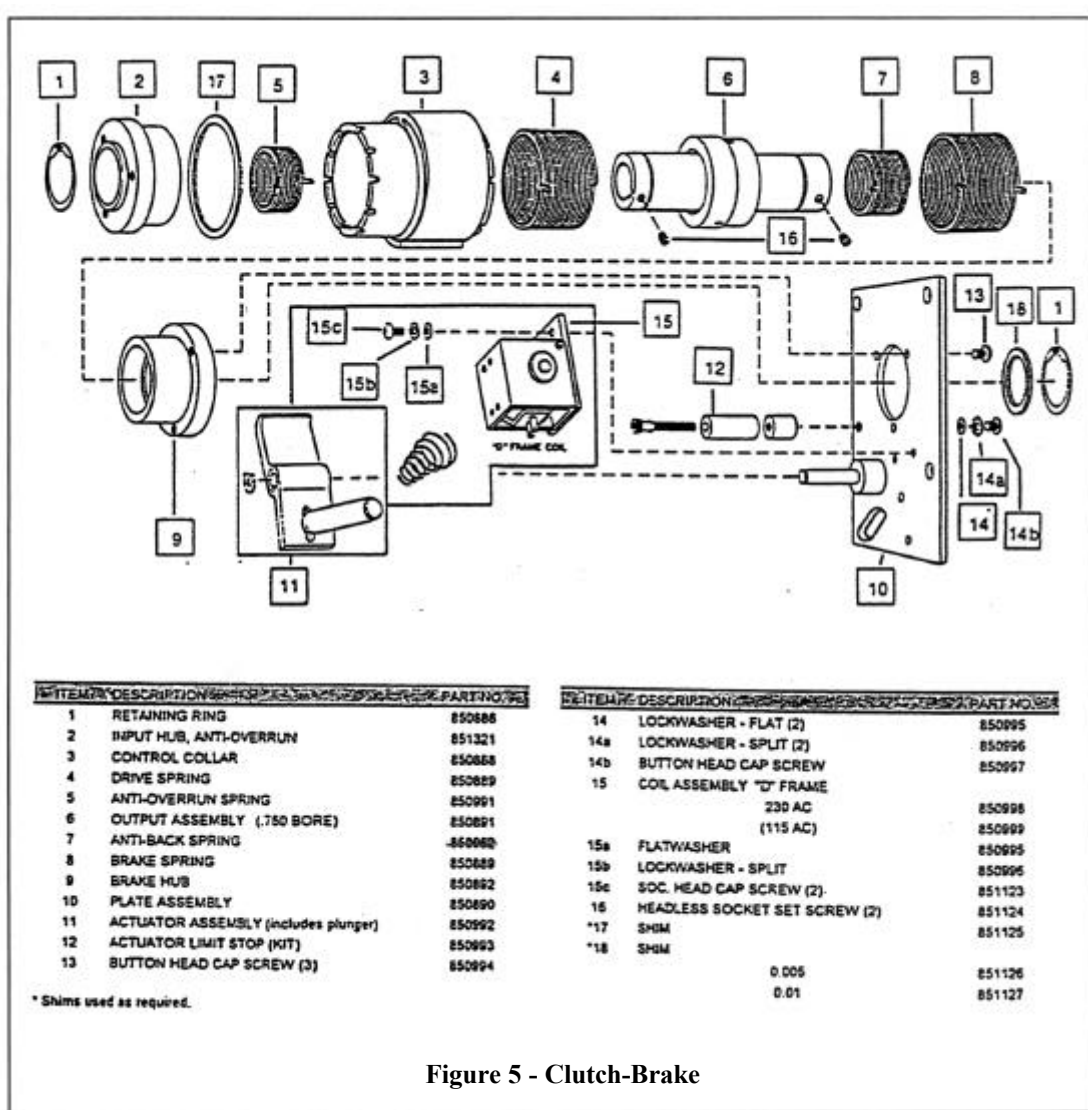 1
2
17
5
3
4
6
7
8
16
15c
15
13
18
1
15b
15a
12
"D" FRAME COIL
14a
9
14
14b
11
10
ITEM DESCRIPTION PART NO.
1 RETAINING RING 850886
2 INPUT HUB, ANTI-OVERRUN 851321
3 CONTROL COLLAR 850888
4 DRIVE SPRING 850889
5 ANTI-OVERRUN SPRING 850991
6 OUTPUT ASSEMBLY (.750 BORE) 850891
7 ANTI-BACK SPRING
8 BRAKE SPRING 850889
9 BRAKE HUB 850892
10 PLATE ASSEMBLY 850890
11 ACTUATOR ASSEMBLY (includes plunger) 850992
12 ACTUATOR LIMIT STOP (KIT) 850993
13 BUTTON HEAD CAP SCREW (3) 850994
* Shims used as required.
ITEM DESCRIPTION PART NO.
14 LOCKWASHER - FLAT (2) 850995
14a LOCKWASHER - SPLIT (2) 850996
14b BUTTON HEAD CAP SCREW 850997
15 COIL ASSEMBLY "D" FRAME
230 AC 850998
(115 AC) 850999
15a FLATWASHER 850995
15b LOCKWASHER - SPLIT 850996
15c SOC. HEAD CAP SCREW (2) 851123
16 HEADLESS SOCKET SET SCREW (2) 851124
*17 SHIM 851125
*18 SHIM
0.005 851126
0.01 851127
Figure 5 - Clutch-Brake